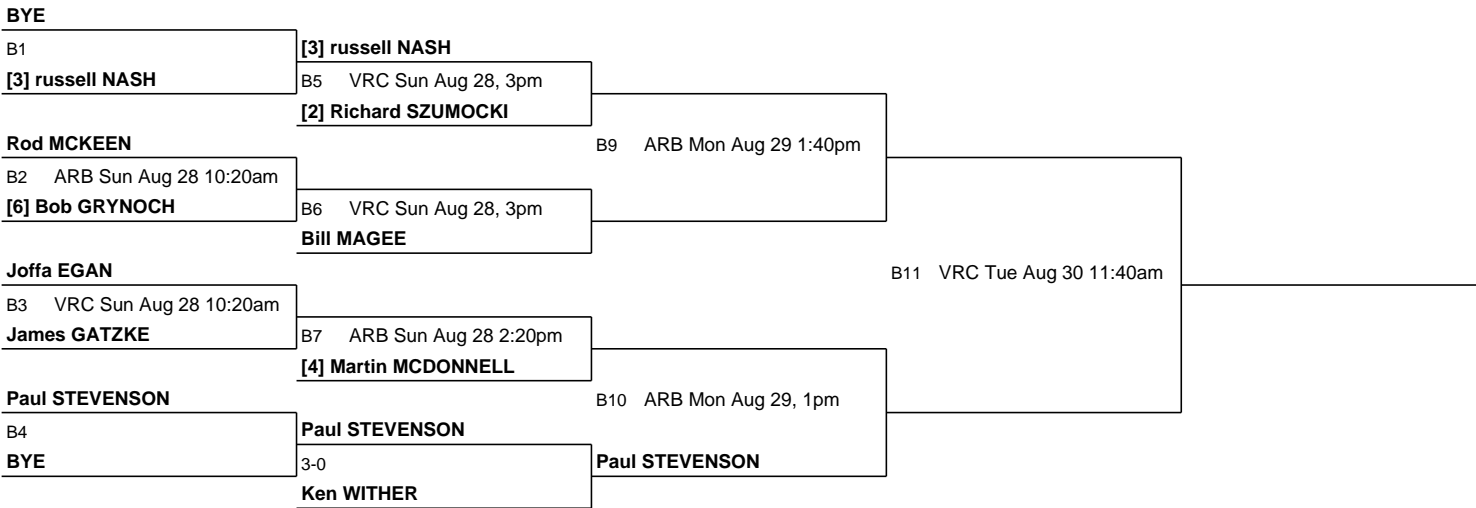 BYE
B1
[3] russell NASH
[3] russell NASH
B5 VRC Sun Aug 28, 3pm
[2] Richard SZUMOCKI
Rod MCKEEN
B9 ARB Mon Aug 29 1:40pm
B2 ARB Sun Aug 28 10:20am
[6] Bob GRYNOCH
B6 VRC Sun Aug 28, 3pm
Bill MAGEE
Joffa EGAN
B11 VRC Tue Aug 30 11:40am
B3 VRC Sun Aug 28 10:20am
James GATZKE
B7 ARB Sun Aug 28 2:20pm
[4] Martin MCDONNELL
Paul STEVENSON
B10 ARB Mon Aug 29, 1pm
B4
Paul STEVENSON
BYE
3-0
Paul STEVENSON
Ken WITHER